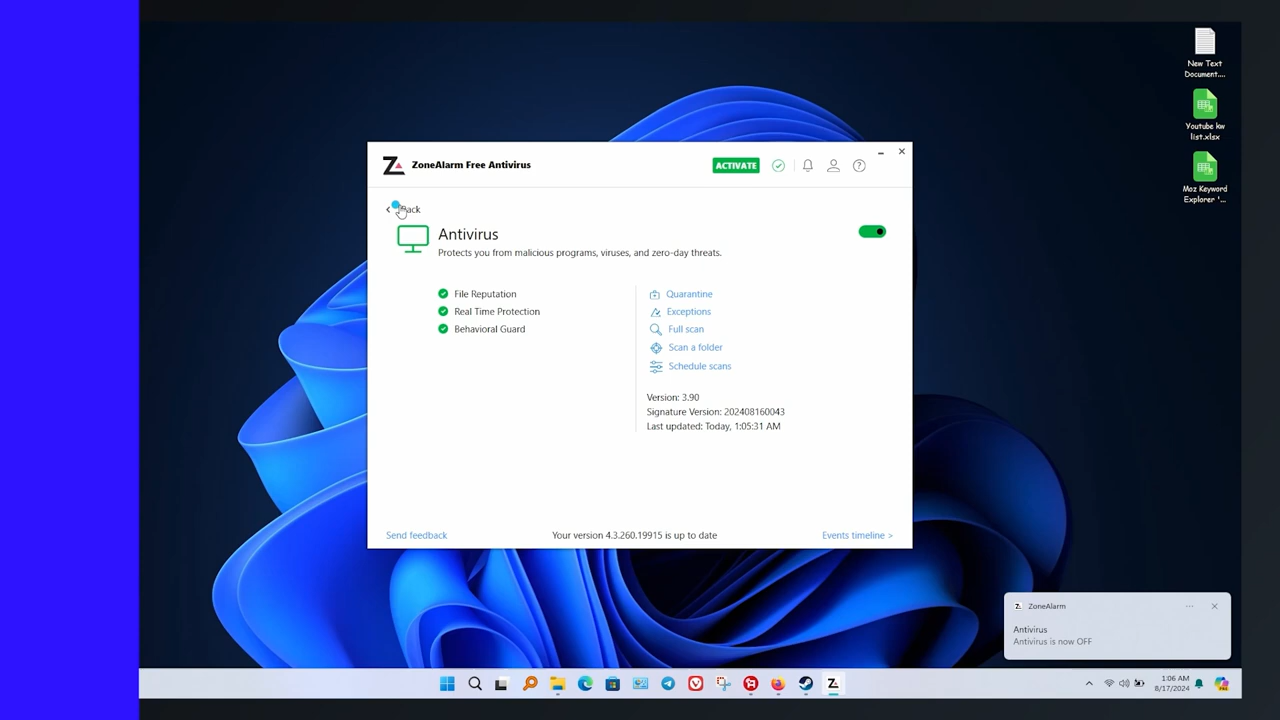 New Text
Document....
Youtube kw
list.xlsx
Moz Keyword
Explorer '...
ZA
ZoneAlarm Free Antivirus
ACTIVATE
Back
Antivirus
Protects you from malicious programs, viruses, and zero-day threats.
File Reputation
Real Time Protection
Behavioral Guard
Quarantine
Exceptions
Full scan
Scan a folder
Schedule scans
Version: 3.90
Signature Version: 202408160043
Last updated: Today, 1:05:31 AM
Send feedback
Your version 4.3.260.19915 is up to date
Events timeline >
ZoneAlarm
Antivirus
Antivirus is now OFF
1:06 AM
8/17/2024